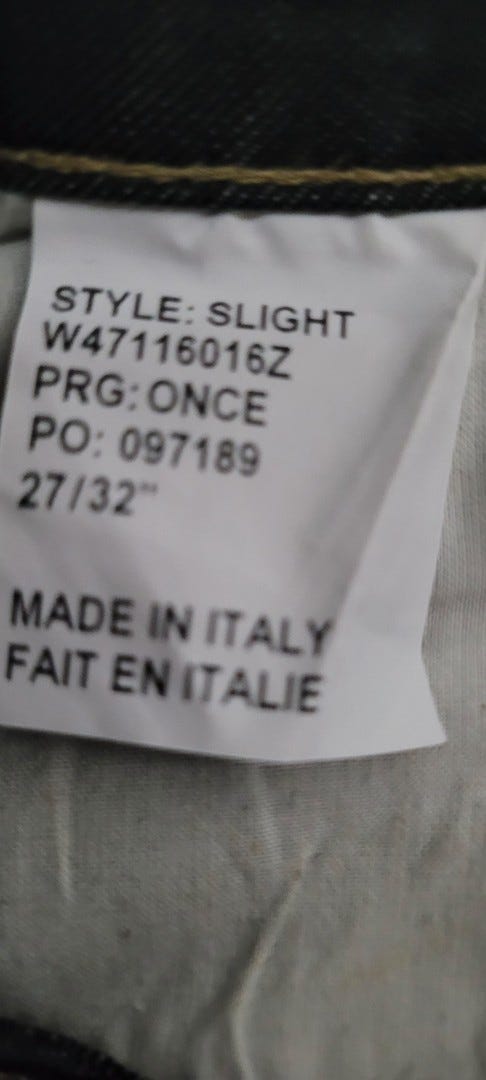 STYLE: SLIGHT
W47116016Z
PRG: ONCE
PO: 097189
27/32"
MADE IN ITALY
FAIT EN ITALIE